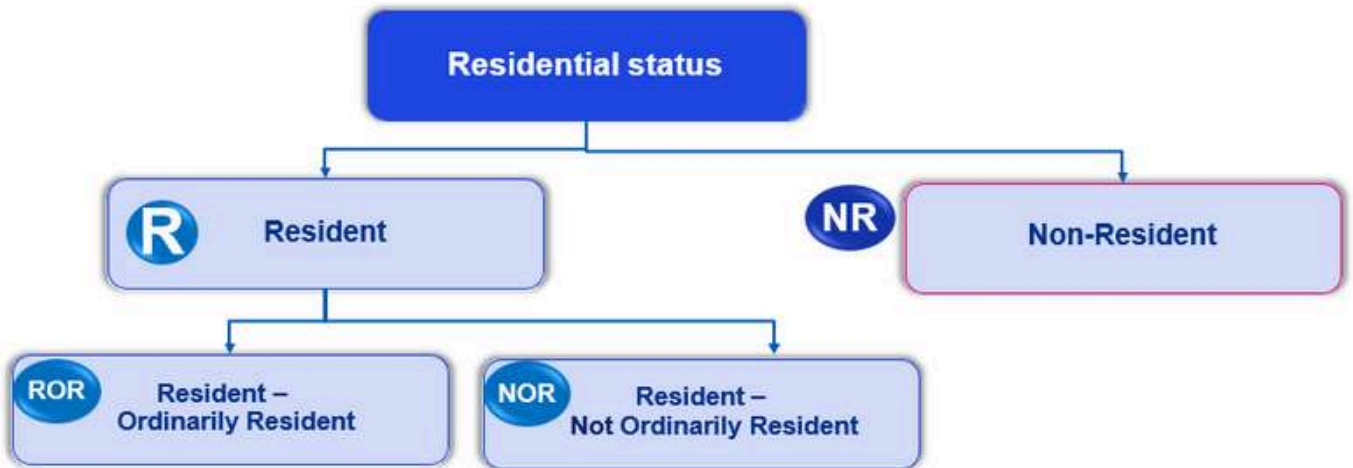 Residential status
R
Resident
NR
Non-Resident
ROR
Resident –
Ordinarily Resident
NOR
Resident –
Not Ordinarily Resident